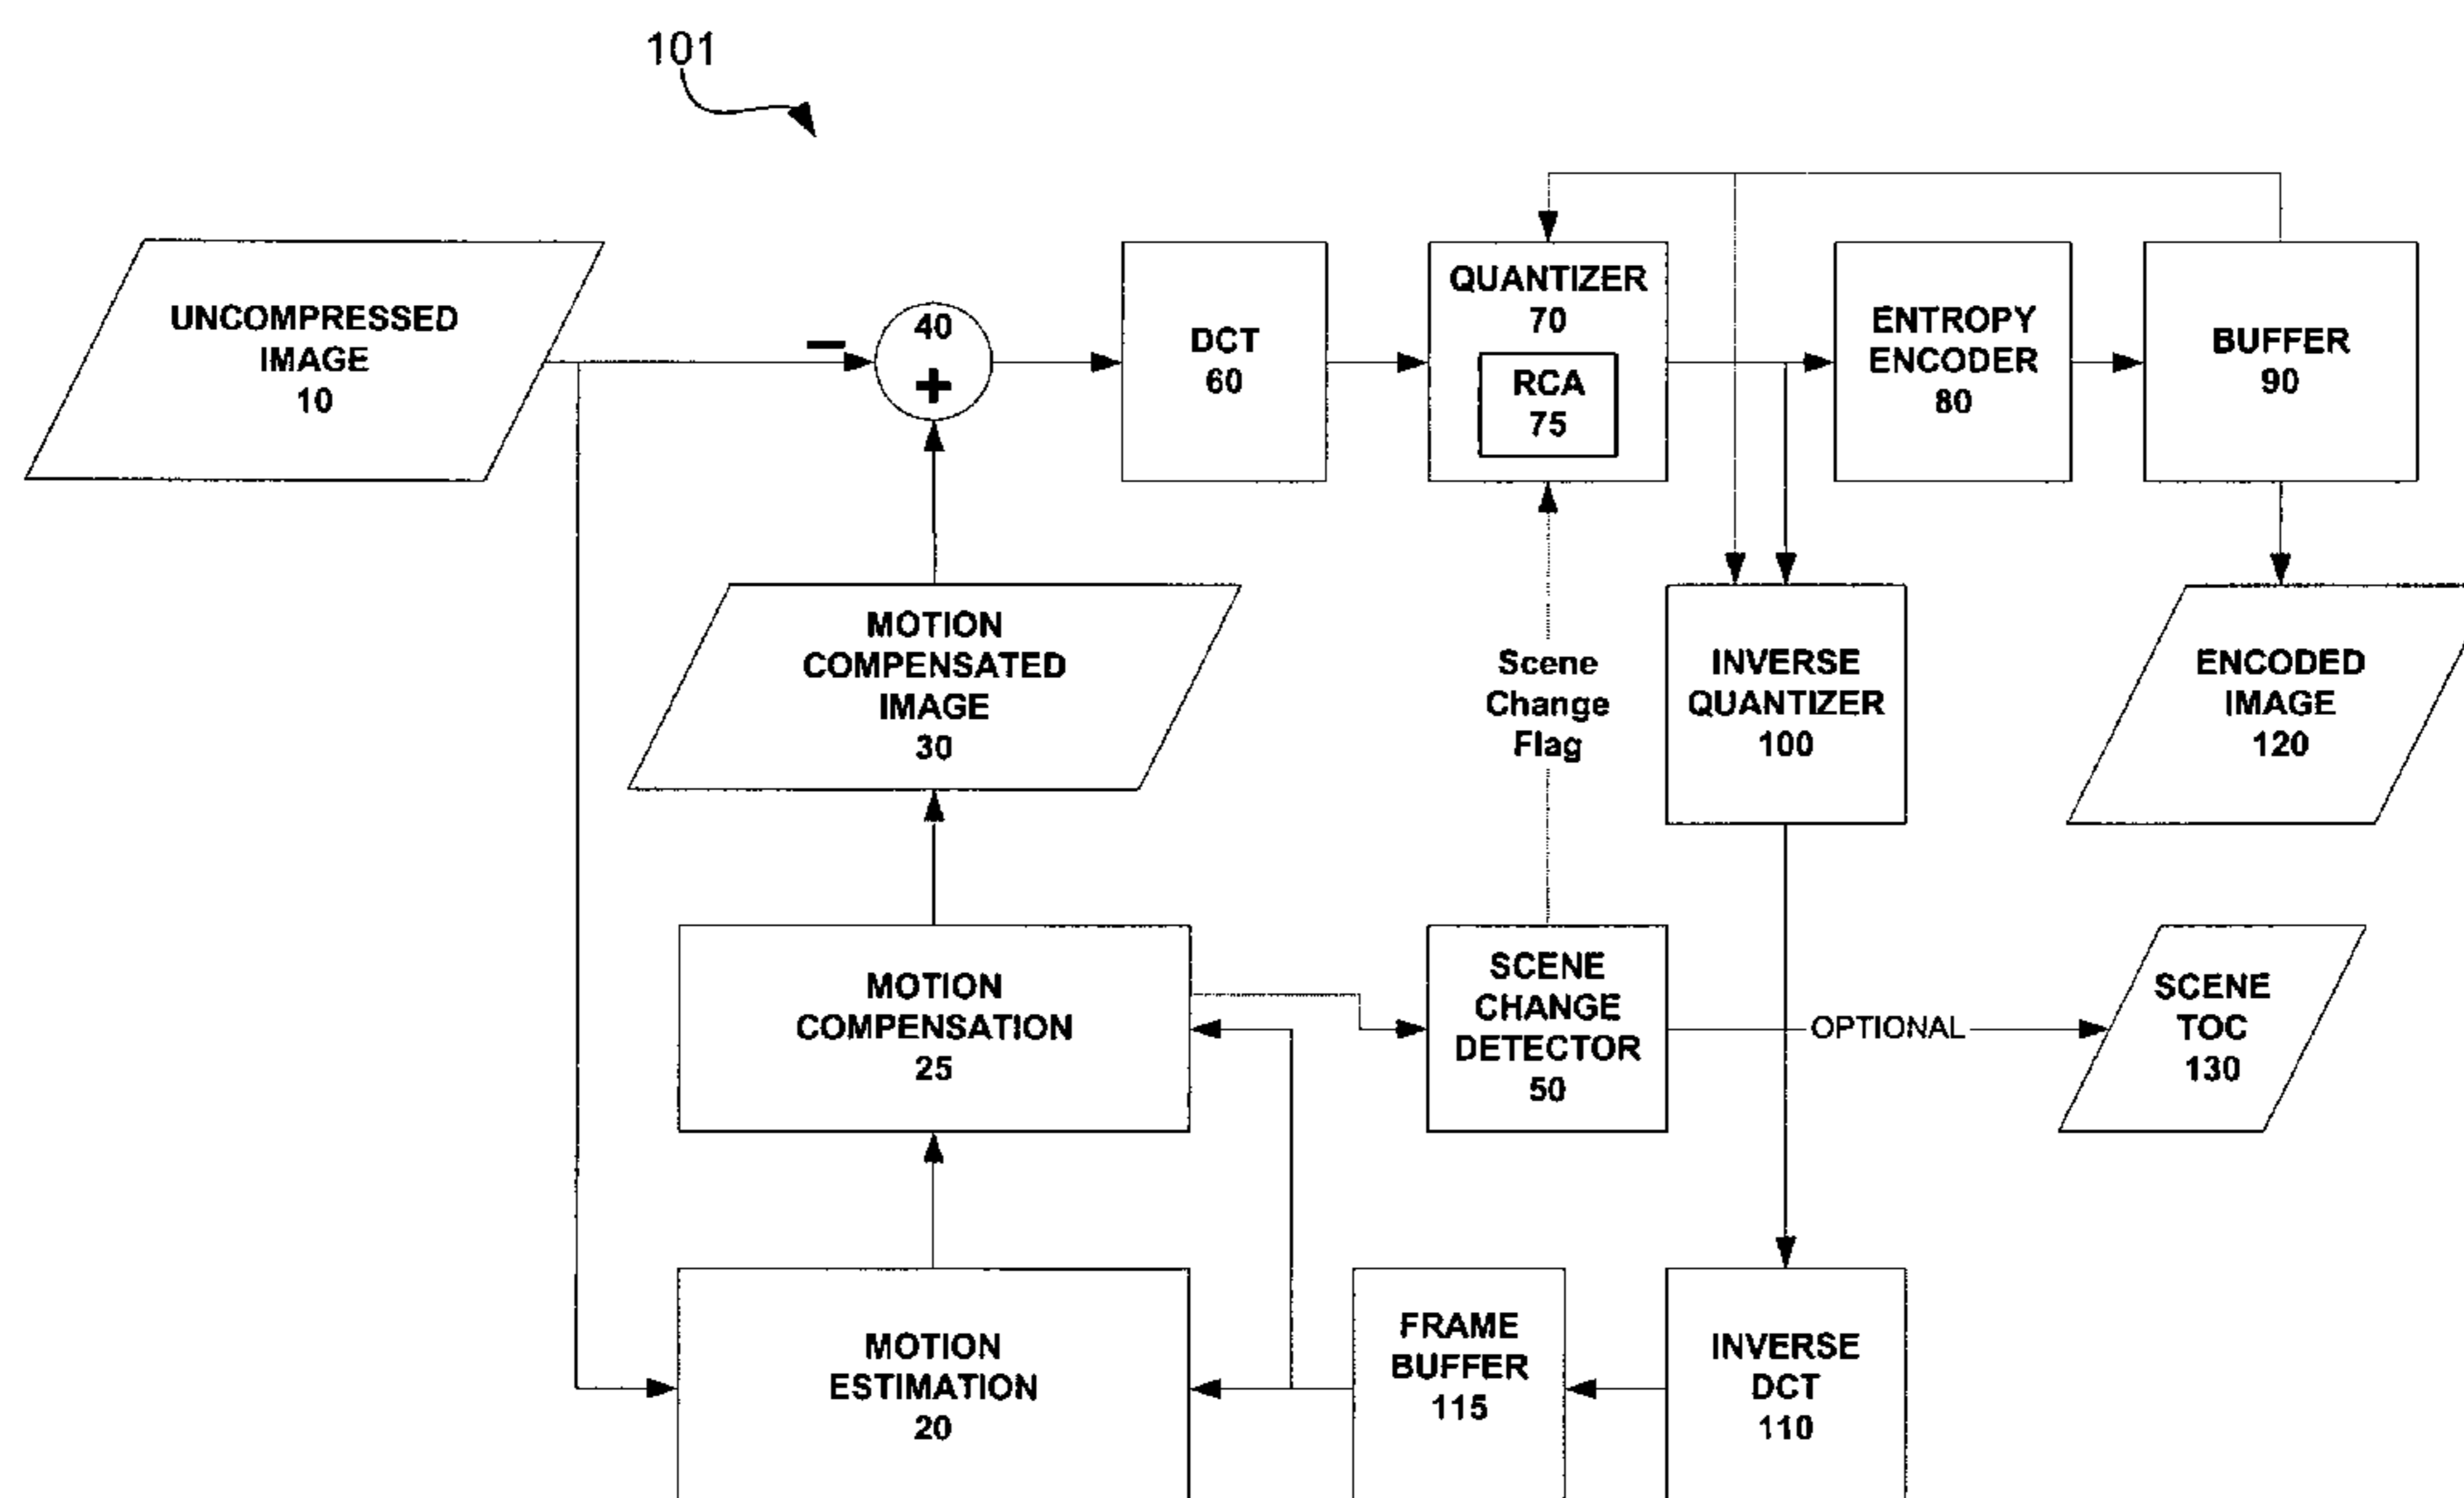 101
UNCOMPRESSED
IMAGE
10
−
40
+
DCT
60
QUANTIZER
70
RCA
75
ENTROPY
ENCODER
80
BUFFER
90
MOTION
COMPENSATED
IMAGE
30
Scene
Change
Flag
INVERSE
QUANTIZER
100
ENCODED
IMAGE
120
MOTION
COMPENSATION
25
SCENE
CHANGE
DETECTOR
50
OPTIONAL
SCENE
TOC
130
MOTION
ESTIMATION
20
FRAME
BUFFER
115
INVERSE
DCT
110